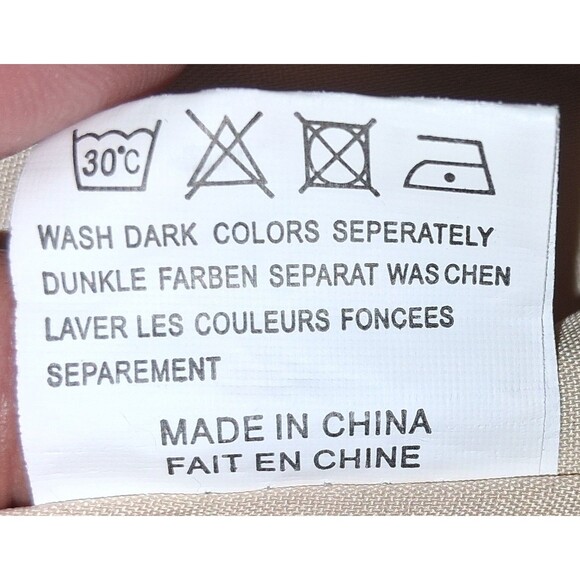 30°C
WASH DARK COLORS SEPERATELY
DUNKLE FARBEN SEPARAT WASCHEN
LAVER LES COULEURS FONCEES
SEPAREMENT
MADE IN CHINA
FAIT EN CHINE